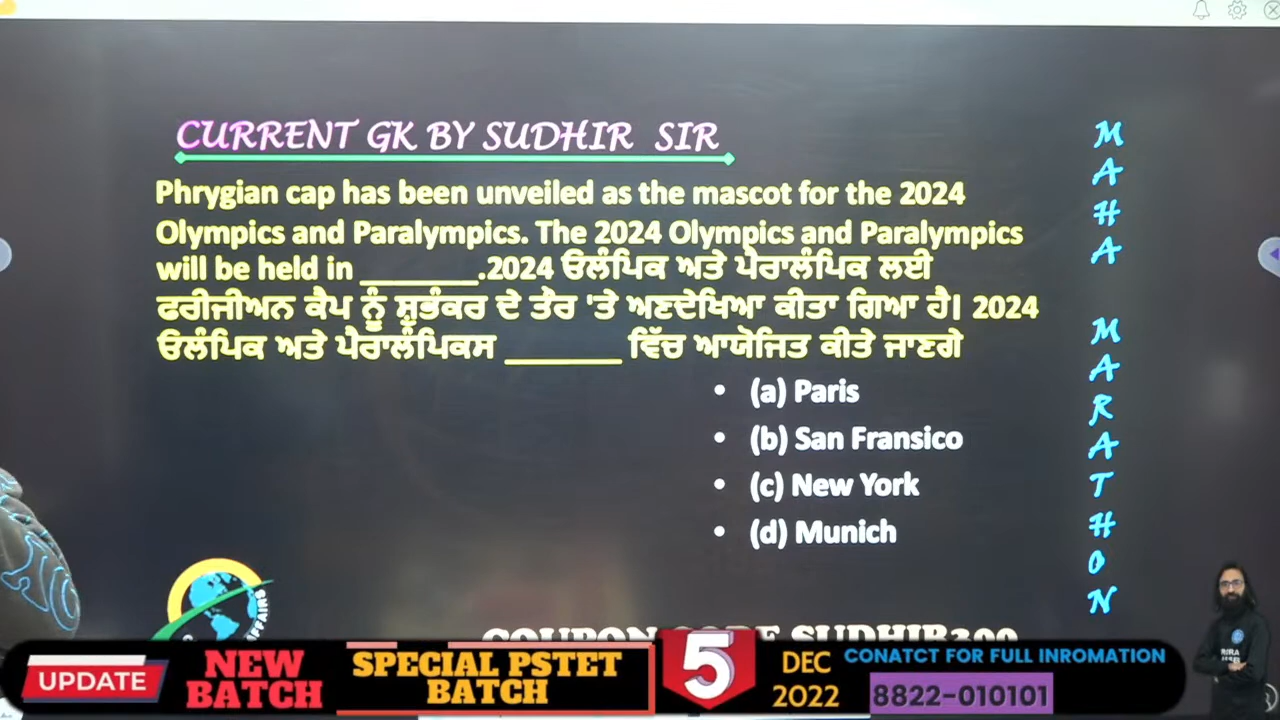 CURRENT GK BY SUDHIR SIR
Phrygian cap has been unveiled as the mascot for the 2024
Olympics and Paralympics. The 2024 Olympics and Paralympics
will be held in ________.2024 ਓਲੰਪਿਕ ਅਤੇ ਪੈਰਾਲੰਪਿਕ ਲਈ
ਫਰੀਜੀਅਨ ਕੈਪ ਨੂੰ ਸ਼ੁਭੰਕਰ ਦੇ ਤੌਰ 'ਤੇ ਅਣਦੇਖਿਆ ਕੀਤਾ ਗਿਆ ਹੈ। 2024
ਓਲੰਪਿਕ ਅਤੇ ਪੈਰਾਲੰਪਿਕਸ ________ ਵਿੱਚ ਆਯੋਜਿਤ ਕੀਤੇ ਜਾਣਗੇ
• (a) Paris
• (b) San Fransico
• (c) New York
• (d) Munich
MAHA MARATHON
COUPON CODE SUDHIR200
UPDATE
NEW
BATCH
SPECIAL PSTET
BATCH
5
DEC
2022
CONATCT FOR FULL INROMATION
8822-010101